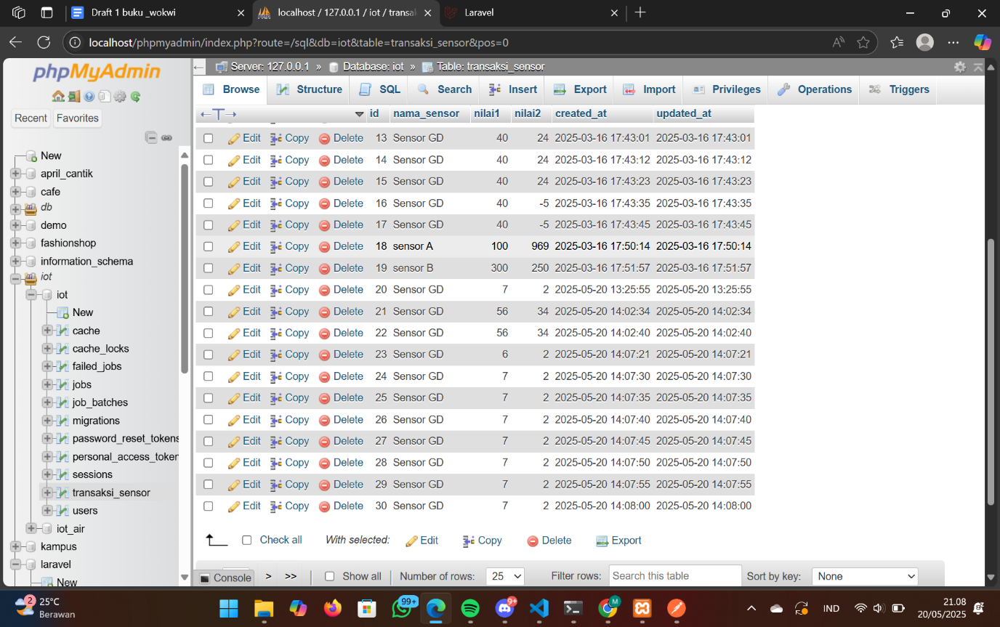 Draft 1 buku _wokwi
localhost / 127.0.0.1 / iot / transa
Laravel
localhost/phpmyadmin/index.php?route=/sql&db=iot&table=transaksi_sensor&pos=0
phpMyAdmin
Recent Favorites
New
april_cantik
cafe
db
demo
fashionshop
information_schema
iot
iot
New
cache
cache_locks
failed_jobs
jobs
job_batches
migrations
password_reset_tokens
personal_access_token
sessions
transaksi_sensor
users
iot_air
kampus
laravel
New
Server: 127.0.0.1 » Database: iot » Table: transaksi_sensor
Browse Structure SQL Search Insert Export Import Privileges Operations Triggers
←T→ id nama_sensor nilai1 nilai2 created_at updated_at
Edit Copy Delete 13 Sensor GD 40 24 2025-03-16 17:43:01 2025-03-16 17:43:01
Edit Copy Delete 14 Sensor GD 40 24 2025-03-16 17:43:12 2025-03-16 17:43:12
Edit Copy Delete 15 Sensor GD 40 24 2025-03-16 17:43:23 2025-03-16 17:43:23
Edit Copy Delete 16 Sensor GD 40 -5 2025-03-16 17:43:35 2025-03-16 17:43:35
Edit Copy Delete 17 Sensor GD 40 -5 2025-03-16 17:43:45 2025-03-16 17:43:45
Edit Copy Delete 18 sensor A 100 969 2025-03-16 17:50:14 2025-03-16 17:50:14
Edit Copy Delete 19 sensor B 300 250 2025-03-16 17:51:57 2025-03-16 17:51:57
Edit Copy Delete 20 Sensor GD 7 2 2025-05-20 13:25:55 2025-05-20 13:25:55
Edit Copy Delete 21 Sensor GD 56 34 2025-05-20 14:02:34 2025-05-20 14:02:34
Edit Copy Delete 22 Sensor GD 56 34 2025-05-20 14:02:40 2025-05-20 14:02:40
Edit Copy Delete 23 Sensor GD 6 2 2025-05-20 14:07:21 2025-05-20 14:07:21
Edit Copy Delete 24 Sensor GD 7 2 2025-05-20 14:07:30 2025-05-20 14:07:30
Edit Copy Delete 25 Sensor GD 7 2 2025-05-20 14:07:35 2025-05-20 14:07:35
Edit Copy Delete 26 Sensor GD 7 2 2025-05-20 14:07:40 2025-05-20 14:07:40
Edit Copy Delete 27 Sensor GD 7 2 2025-05-20 14:07:45 2025-05-20 14:07:45
Edit Copy Delete 28 Sensor GD 7 2 2025-05-20 14:07:50 2025-05-20 14:07:50
Edit Copy Delete 29 Sensor GD 7 2 2025-05-20 14:07:55 2025-05-20 14:07:55
Edit Copy Delete 30 Sensor GD 7 2 2025-05-20 14:08:00 2025-05-20 14:08:00
Check all With selected: Edit Copy Delete Export
Console > >> Show all Number of rows: 25 Filter rows: Search this table Sort by key: None
2 25°C
Berawan
99+
9+
M
IND
21.08
20/05/2025